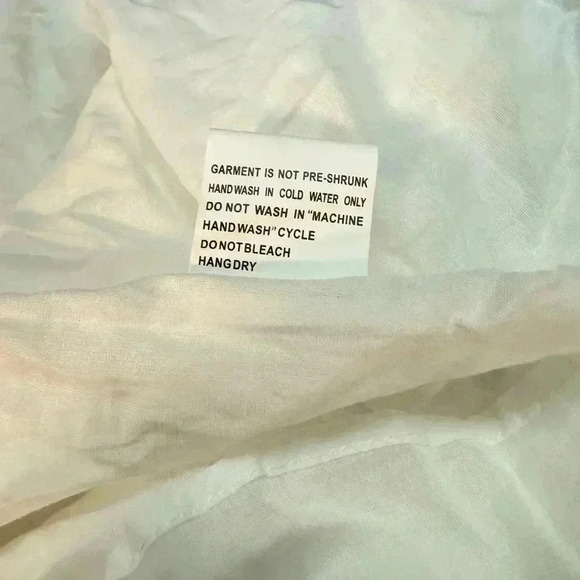 GARMENT IS NOT PRE-SHRUNK
HANDWASH IN COLD WATER ONLY
DO NOT WASH IN "MACHINE
HANDWASH" CYCLE
DO NOT BLEACH
HANG DRY